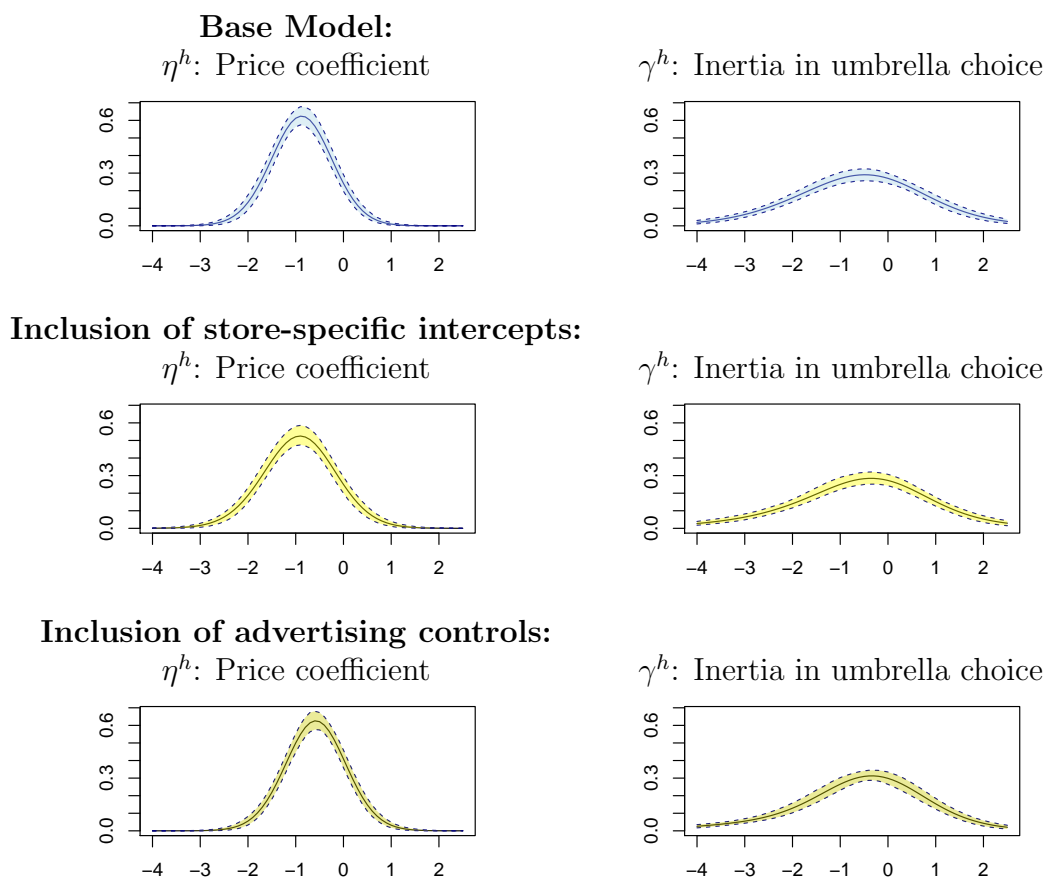 Base Model:
η^h: Price coefficient
γ^h: Inertia in umbrella choice
0.6
0.3
0.0
−4 −3 −2 −1 0 1 2
0.6
0.3
0.0
−4 −3 −2 −1 0 1 2
Inclusion of store-specific intercepts:
η^h: Price coefficient
γ^h: Inertia in umbrella choice
0.6
0.3
0.0
−4 −3 −2 −1 0 1 2
0.6
0.3
0.0
−4 −3 −2 −1 0 1 2
Inclusion of advertising controls:
η^h: Price coefficient
γ^h: Inertia in umbrella choice
0.6
0.3
0.0
−4 −3 −2 −1 0 1 2
0.6
0.3
0.0
−4 −3 −2 −1 0 1 2